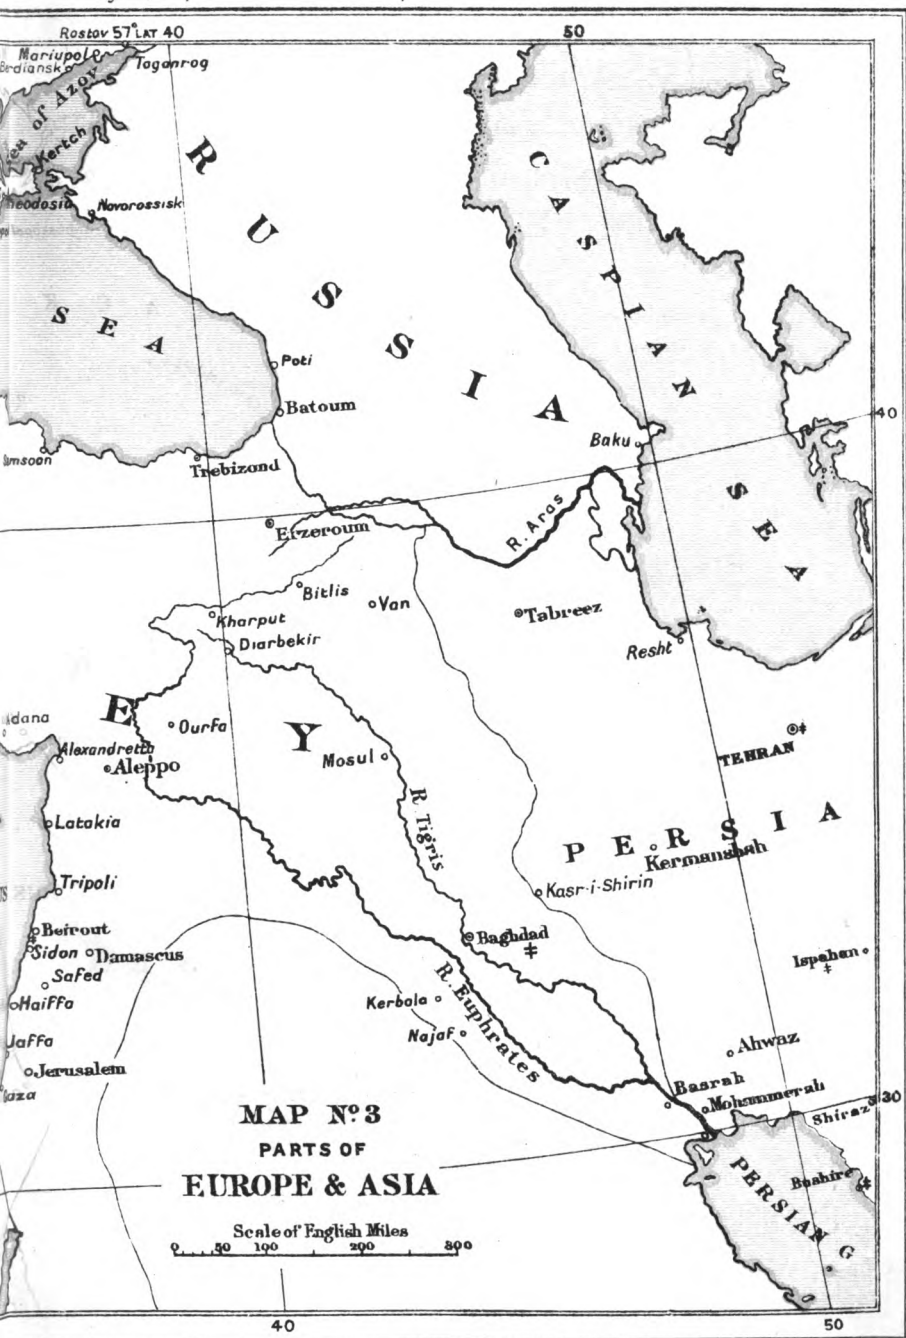 Rostov 57° LAT 40
50
Mariupol
Berdiansk
Taganrog
Sea of Azov
Kertch
Theodosia
Novorossisk
RUSSIA
CASPIAN SEA
SEA
Poti
Batoum
40
Baku
Samsoon
Trebizond
Erzeroum
R. Aras
Bitlis
Van
Tabreez
Kharput
Diarbekir
Resht
E Y
Adana
Ourfa
Alexandretta
Aleppo
Mosul
TEHRAN
R. Tigris
Latakia
PERSIA
Kermanshah
Kasr-i-Shirin
Tripoli
Beirout
Baghdad
Sidon
Damascus
Ispahan
Safed
R. Euphrates
Haiffa
Kerbola
Najaf
Jaffa
Ahwaz
Jerusalem
Basrah
Gaza
Mohammerah
30
Shiraz
MAP No. 3
PARTS OF
EUROPE & ASIA
PERSIAN G
Bushire
Scale of English Miles
0 50 100 200 300
40
50